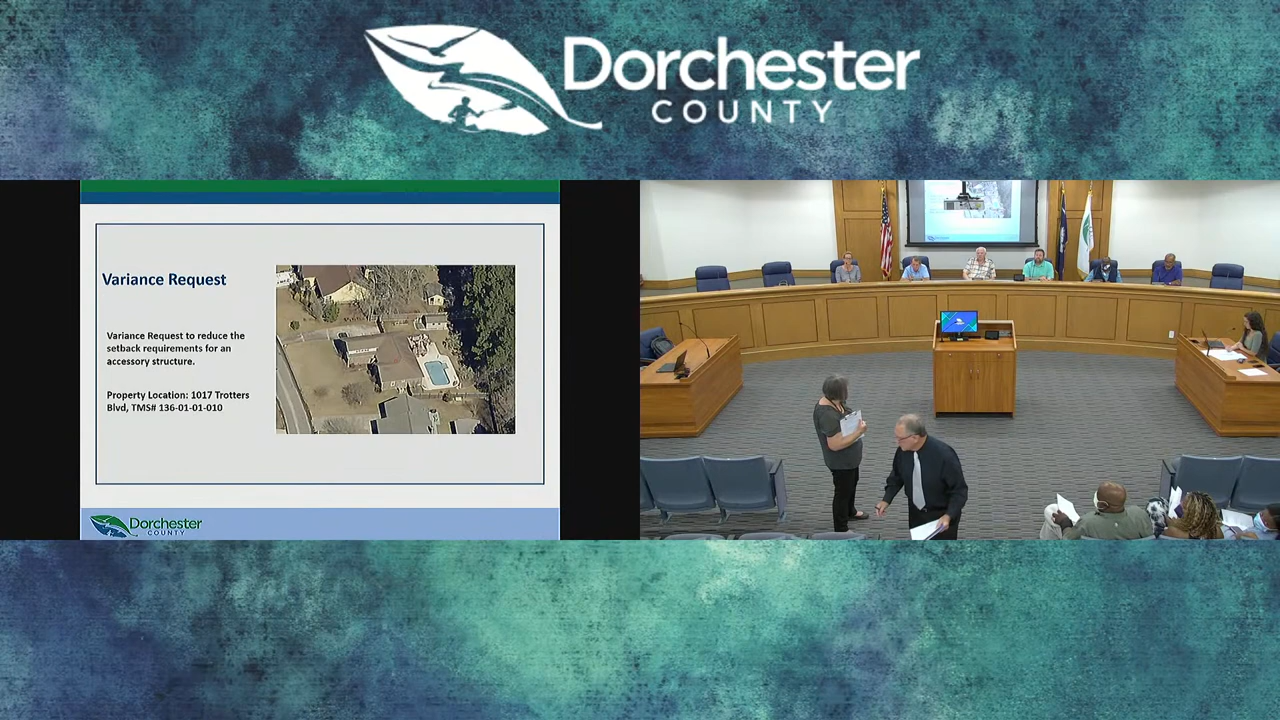 Dorchester
COUNTY
Variance Request
Variance Request to reduce the
setback requirements for an
accessory structure.
Property Location: 1017 Trotters
Blvd, TMS# 136-01-01-010
Dorchester
COUNTY